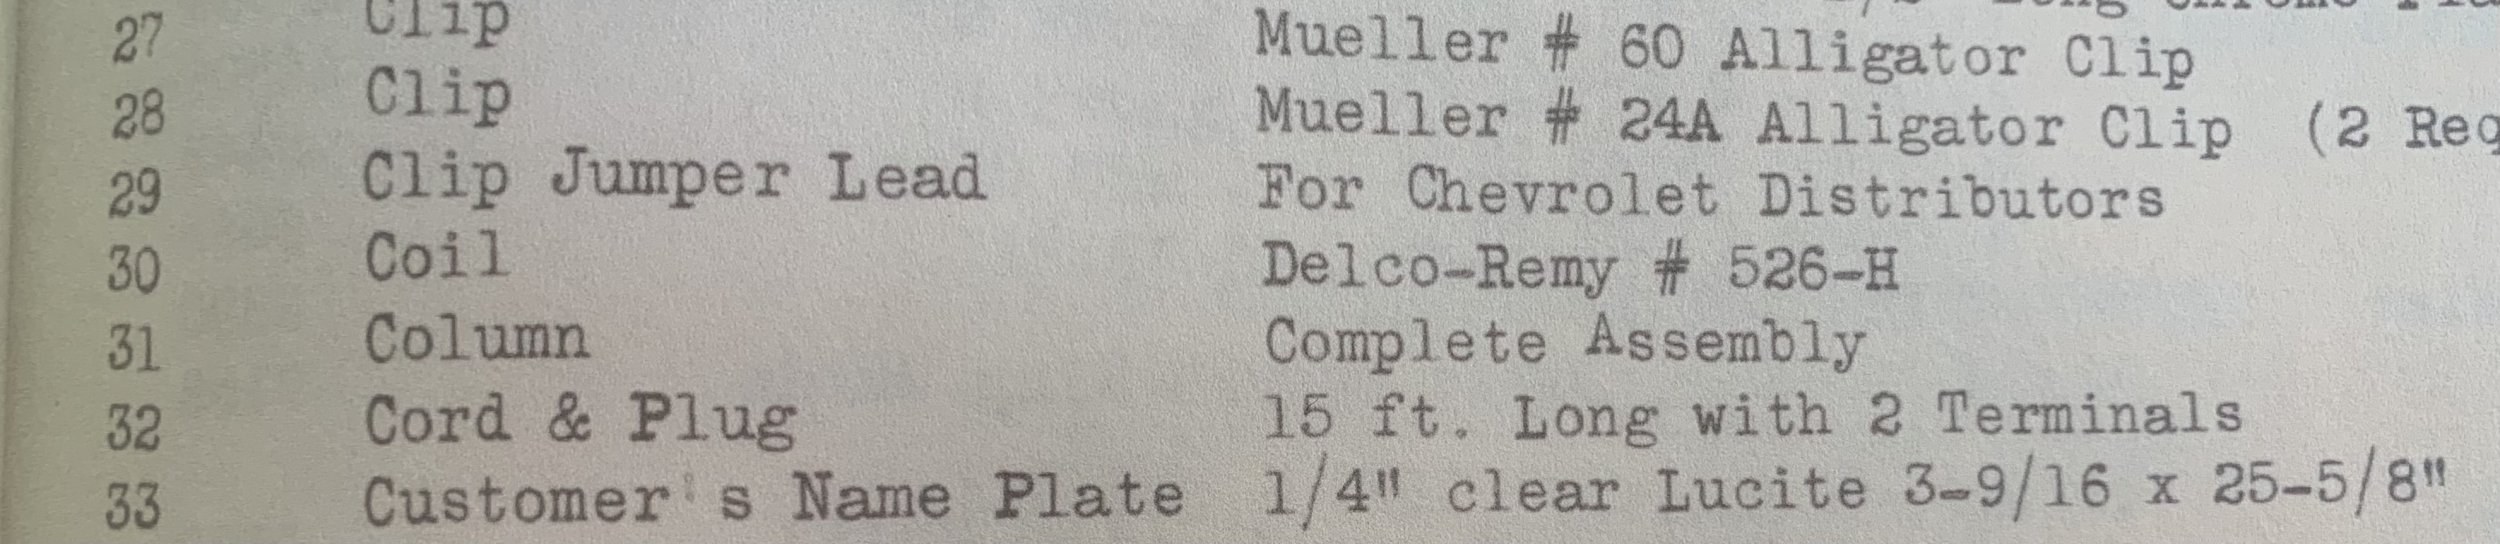 Long Chrome
27 Clip Mueller # 60 Alligator Clip
28 Clip Mueller # 24A Alligator Clip (2 Req
29 Clip Jumper Lead For Chevrolet Distributors
30 Coil Delco-Remy # 526-H
31 Column Complete Assembly
32 Cord & Plug 15 ft. Long with 2 Terminals
33 Customer's Name Plate 1/4" clear Lucite 3-9/16 x 25-5/8"